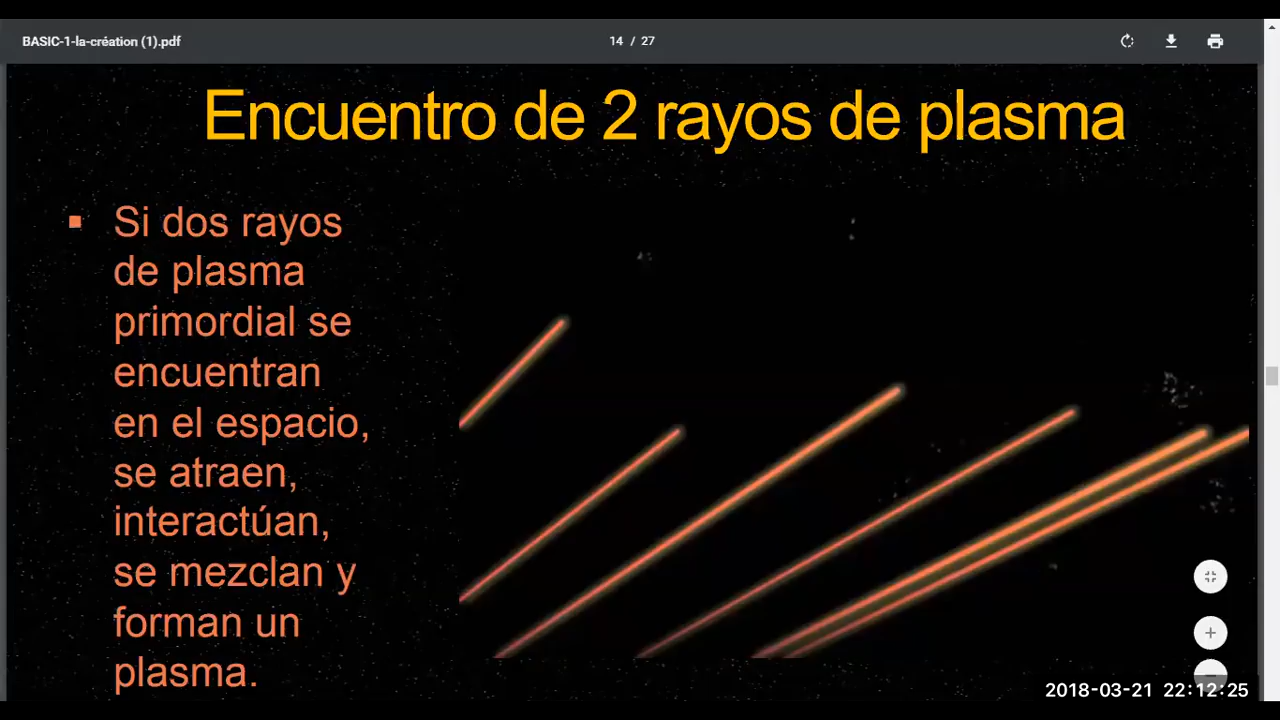 BASIC-1-la-création (1).pdf
14 / 27
Encuentro de 2 rayos de plasma
Si dos rayos
de plasma
primordial se
encuentran
en el espacio,
se atraen,
interactúan,
se mezclan y
forman un
plasma.
2018-03-21 22:12:25